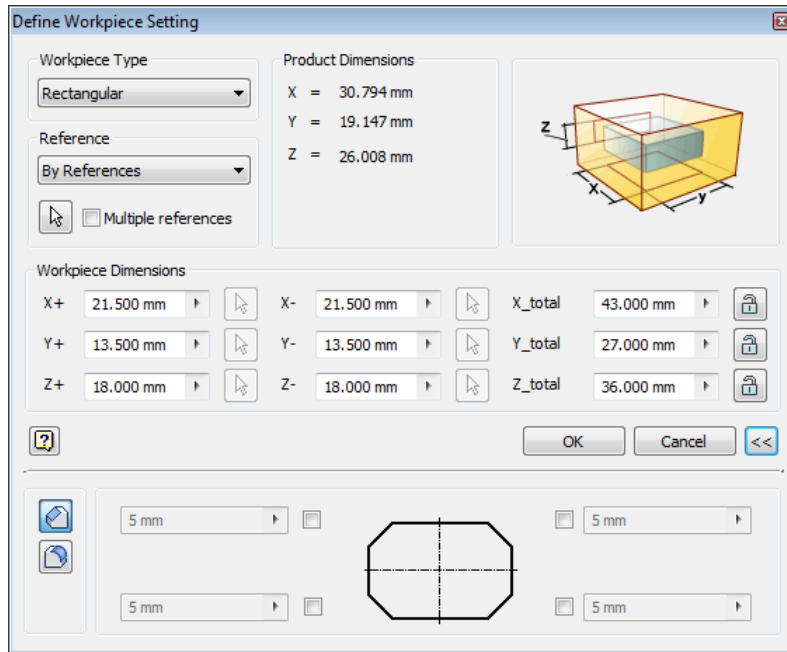 Define Workpiece Setting
Workpiece Type
Rectangular
Reference
By References
Multiple references
Product Dimensions
X = 30.794 mm
Y = 19.147 mm
Z = 26.008 mm
Z
X
y
Workpiece Dimensions
X+ 21.500 mm X- 21.500 mm X_total 43.000 mm
Y+ 13.500 mm Y- 13.500 mm Y_total 27.000 mm
Z+ 18.000 mm Z- 18.000 mm Z_total 36.000 mm
? OK Cancel <<
5 mm 5 mm
5 mm 5 mm